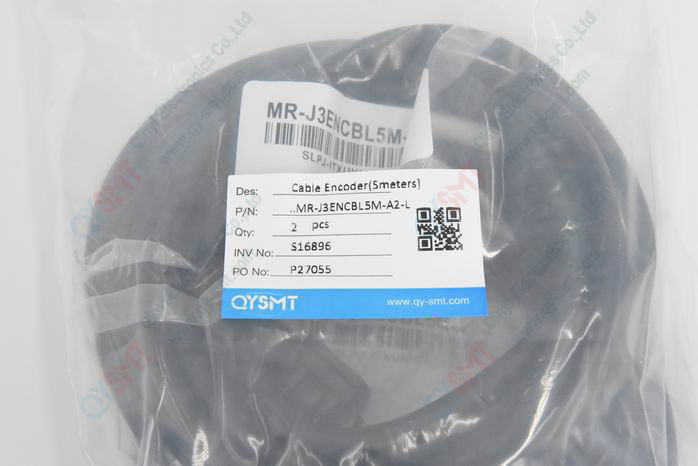 MR-J3ENCBL5M-
Des: Cable Encoder(5meters)
P/N: ..MR-J3ENCBL5M-A2-L
Qty: 2 pcs
INV No: S16896
PO No: P27055
QYSMT www.qy-smt.com